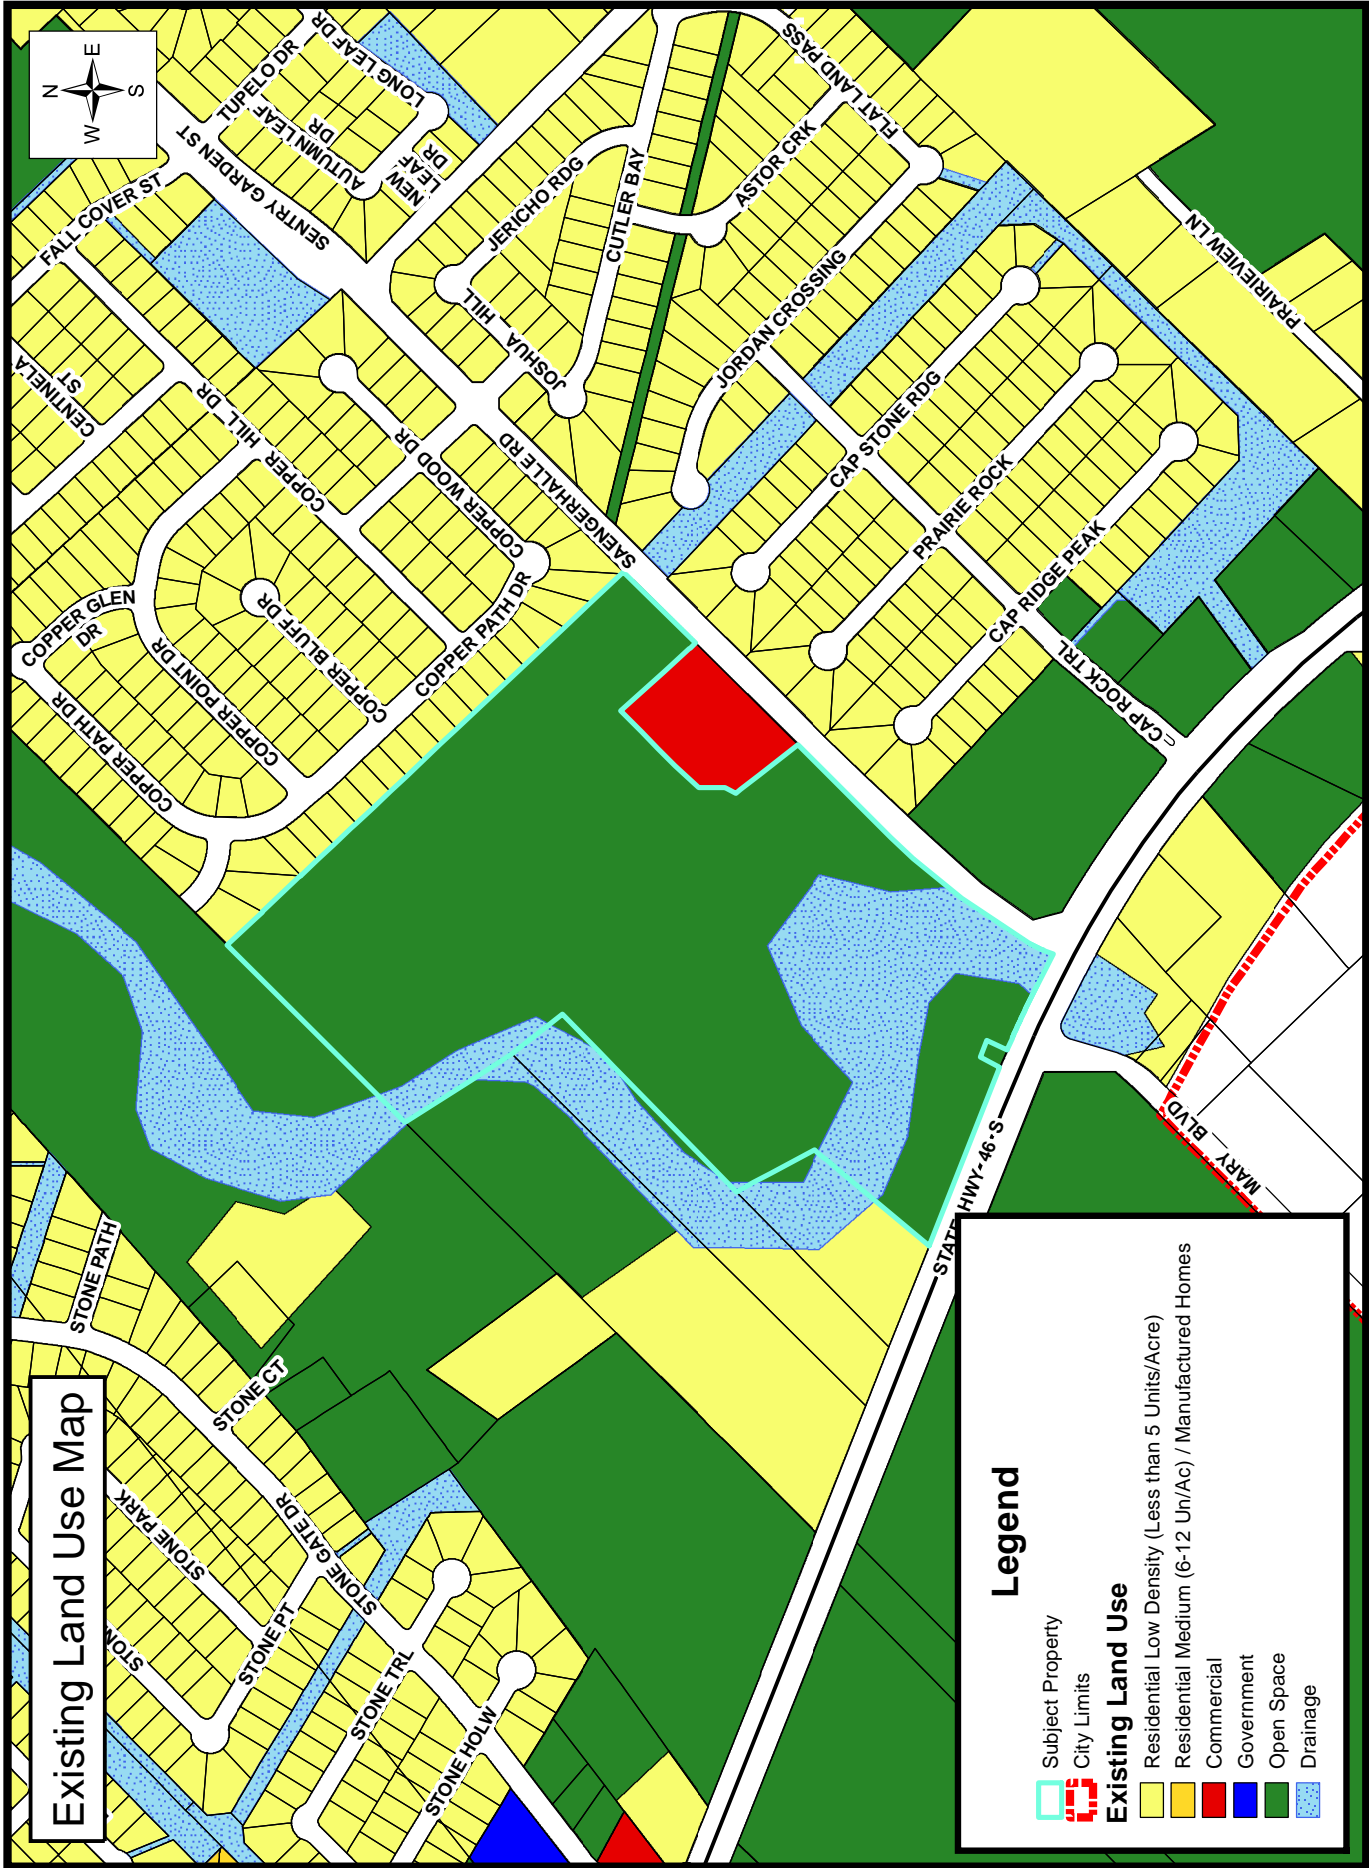 Existing Land Use Map
N
W E
S
STONE PARK
STON
STONE PT
STONE TRL
STONE HOLW
STONE GATE DR
STONE CT
STONE PATH
COPPER PATH DR
COPPER GLEN
DR
COPPER POINT DR
COPPER BLUFF DR
COPPER PATH DR
COPPER HILL DR
COPPER WOOD DR
CENTINELA
ST
FALL COVER ST
SENTRY GARDEN ST
TUPELO DR
AUTUMN LEAF
DR
LONG LEAF DR
NEW
LEAF
DR
SAENGERHALLE RD
JERICHO RDG
JOSHUA HILL
CUTLER BAY
ASTOR CRK
FLAT LAND PASS
JORDAN CROSSING
CAP STONE RDG
PRAIRIE ROCK
CAP RIDGE PEAK
CAP ROCK TRL
PRAIRIEVIEW LN
STATE HWY 46 S
MARY BLVD
Legend
Subject Property
City Limits
Existing Land Use
Residential Low Density (Less than 5 Units/Acre)
Residential Medium (6-12 Un/Ac) / Manufactured Homes
Commercial
Government
Open Space
Drainage